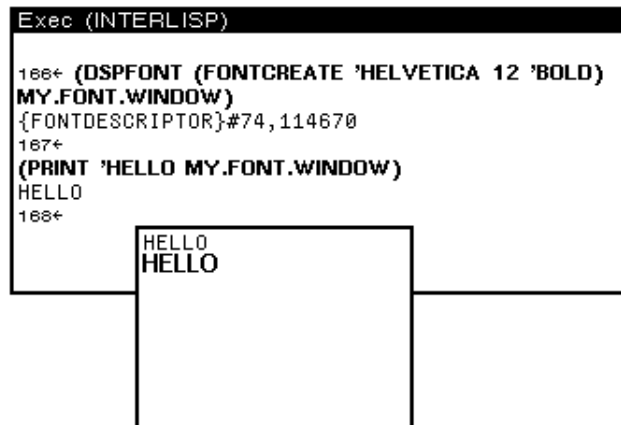 Exec (INTERLISP)
166← (DSPFONT (FONTCREATE 'HELVETICA 12 'BOLD)
MY.FONT.WINDOW)
{FONTDESCRIPTOR}#74,114670
167←
(PRINT 'HELLO MY.FONT.WINDOW)
HELLO
168←
HELLO
HELLO